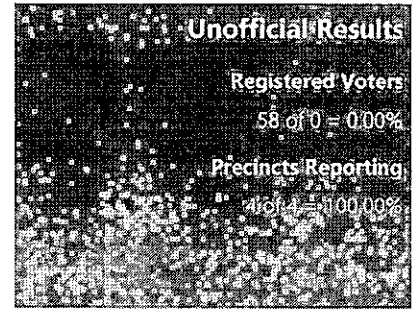 Unofficial Results
Registered Voters
58 of 0 = 0.00%
Precincts Reporting
4 of 4 = 100.00%